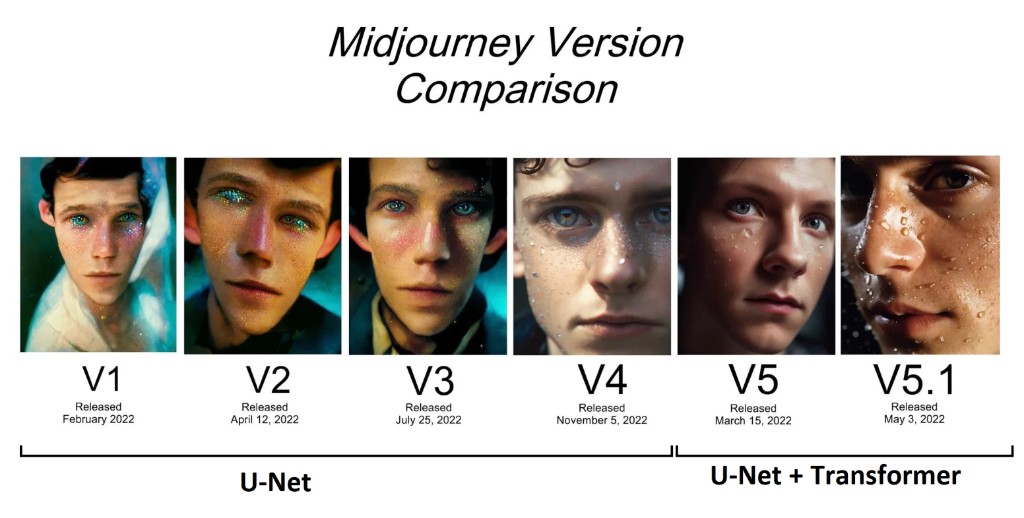 Midjourney Version
Comparison
V1
Released
February 2022
V2
Released
April 12, 2022
V3
Released
July 25, 2022
V4
Released
November 5, 2022
V5
Released
March 15, 2022
V5.1
Released
May 3, 2022
U-Net
U-Net + Transformer